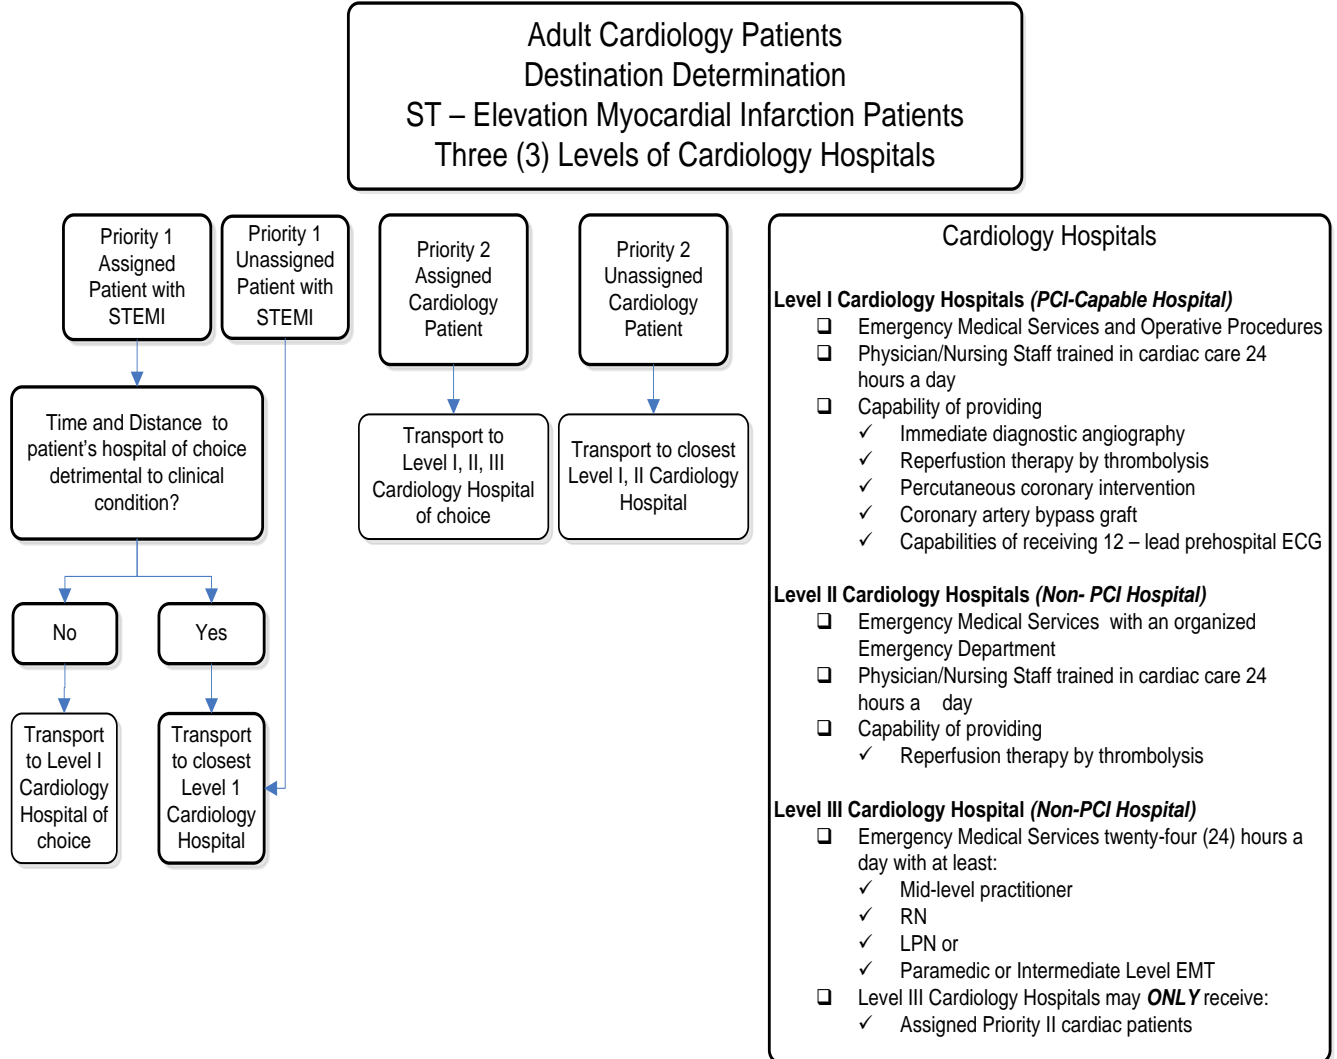 Adult Cardiology Patients
Destination Determination
ST – Elevation Myocardial Infarction Patients
Three (3) Levels of Cardiology Hospitals
Priority 1
Assigned
Patient with
STEMI
Priority 1
Unassigned
Patient with
STEMI
Priority 2
Assigned
Cardiology
Patient
Priority 2
Unassigned
Cardiology
Patient
Time and Distance to
patient's hospital of choice
detrimental to clinical
condition?
Transport to
Level I, II, III
Cardiology Hospital
of choice
Transport to closest
Level I, II Cardiology
Hospital
No
Yes
Transport
to Level I
Cardiology
Hospital of
choice
Transport
to closest
Level 1
Cardiology
Hospital
Cardiology Hospitals
Level I Cardiology Hospitals (PCI-Capable Hospital)
❑ Emergency Medical Services and Operative Procedures
❑ Physician/Nursing Staff trained in cardiac care 24
hours a day
❑ Capability of providing
✓ Immediate diagnostic angiography
✓ Reperfustion therapy by thrombolysis
✓ Percutaneous coronary intervention
✓ Coronary artery bypass graft
✓ Capabilities of receiving 12 – lead prehospital ECG
Level II Cardiology Hospitals (Non- PCI Hospital)
❑ Emergency Medical Services with an organized
Emergency Department
❑ Physician/Nursing Staff trained in cardiac care 24
hours a day
❑ Capability of providing
✓ Reperfusion therapy by thrombolysis
Level III Cardiology Hospital (Non-PCI Hospital)
❑ Emergency Medical Services twenty-four (24) hours a
day with at least:
✓ Mid-level practitioner
✓ RN
✓ LPN or
✓ Paramedic or Intermediate Level EMT
❑ Level III Cardiology Hospitals may ONLY receive:
✓ Assigned Priority II cardiac patients